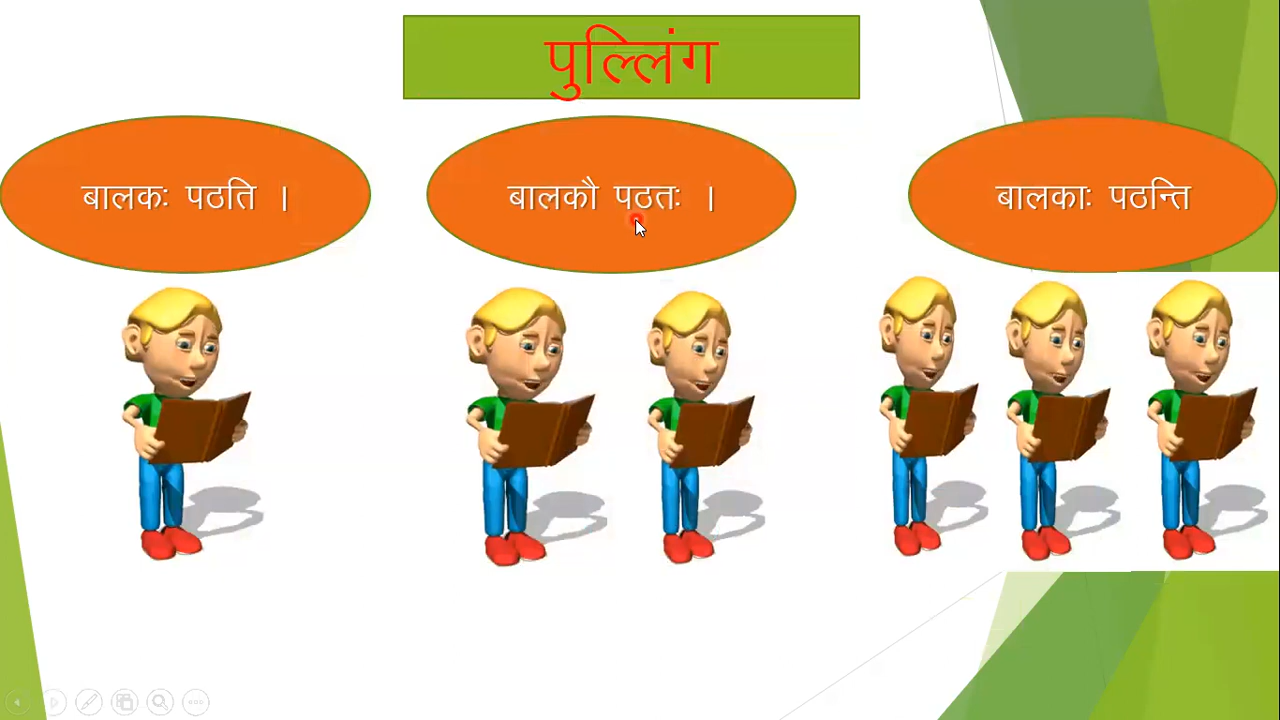 पुल्लिंग
बालकः पठति ।
बालकौ पठतः ।
बालकाः पठन्ति